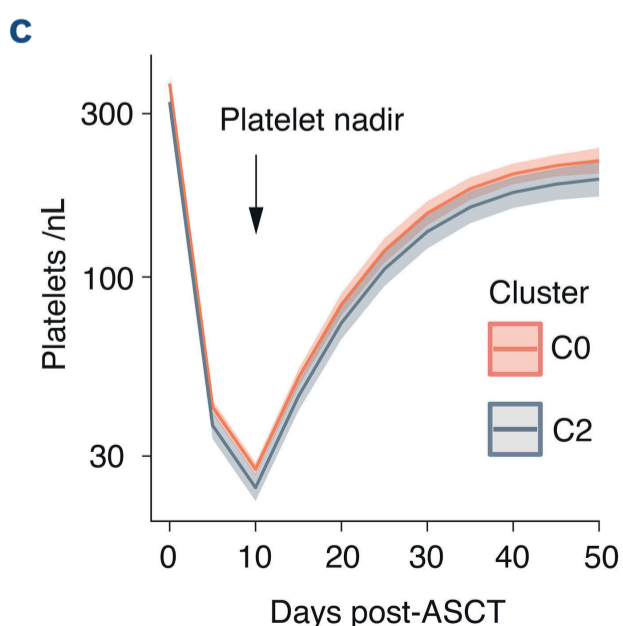 C
Platelet nadir
Platelets /nL
300
100
30
Cluster
C0
C2
0 10 20 30 40 50
Days post-ASCT